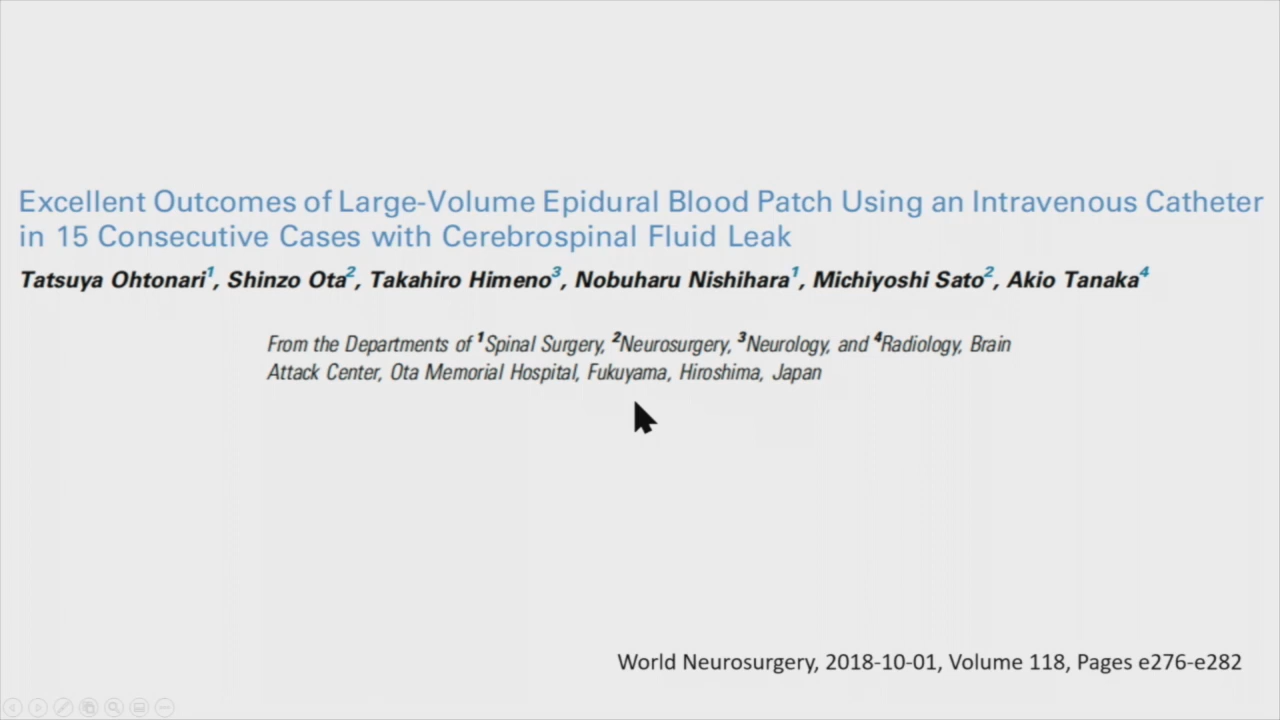 Excellent Outcomes of Large-Volume Epidural Blood Patch Using an Intravenous Catheter
in 15 Consecutive Cases with Cerebrospinal Fluid Leak
Tatsuya Ohtonari1, Shinzo Ota2, Takahiro Himeno3, Nobuharu Nishihara1, Michiyoshi Sato2, Akio Tanaka4
From the Departments of 1Spinal Surgery, 2Neurosurgery, 3Neurology, and 4Radiology, Brain
Attack Center, Ota Memorial Hospital, Fukuyama, Hiroshima, Japan
World Neurosurgery, 2018-10-01, Volume 118, Pages e276-e282